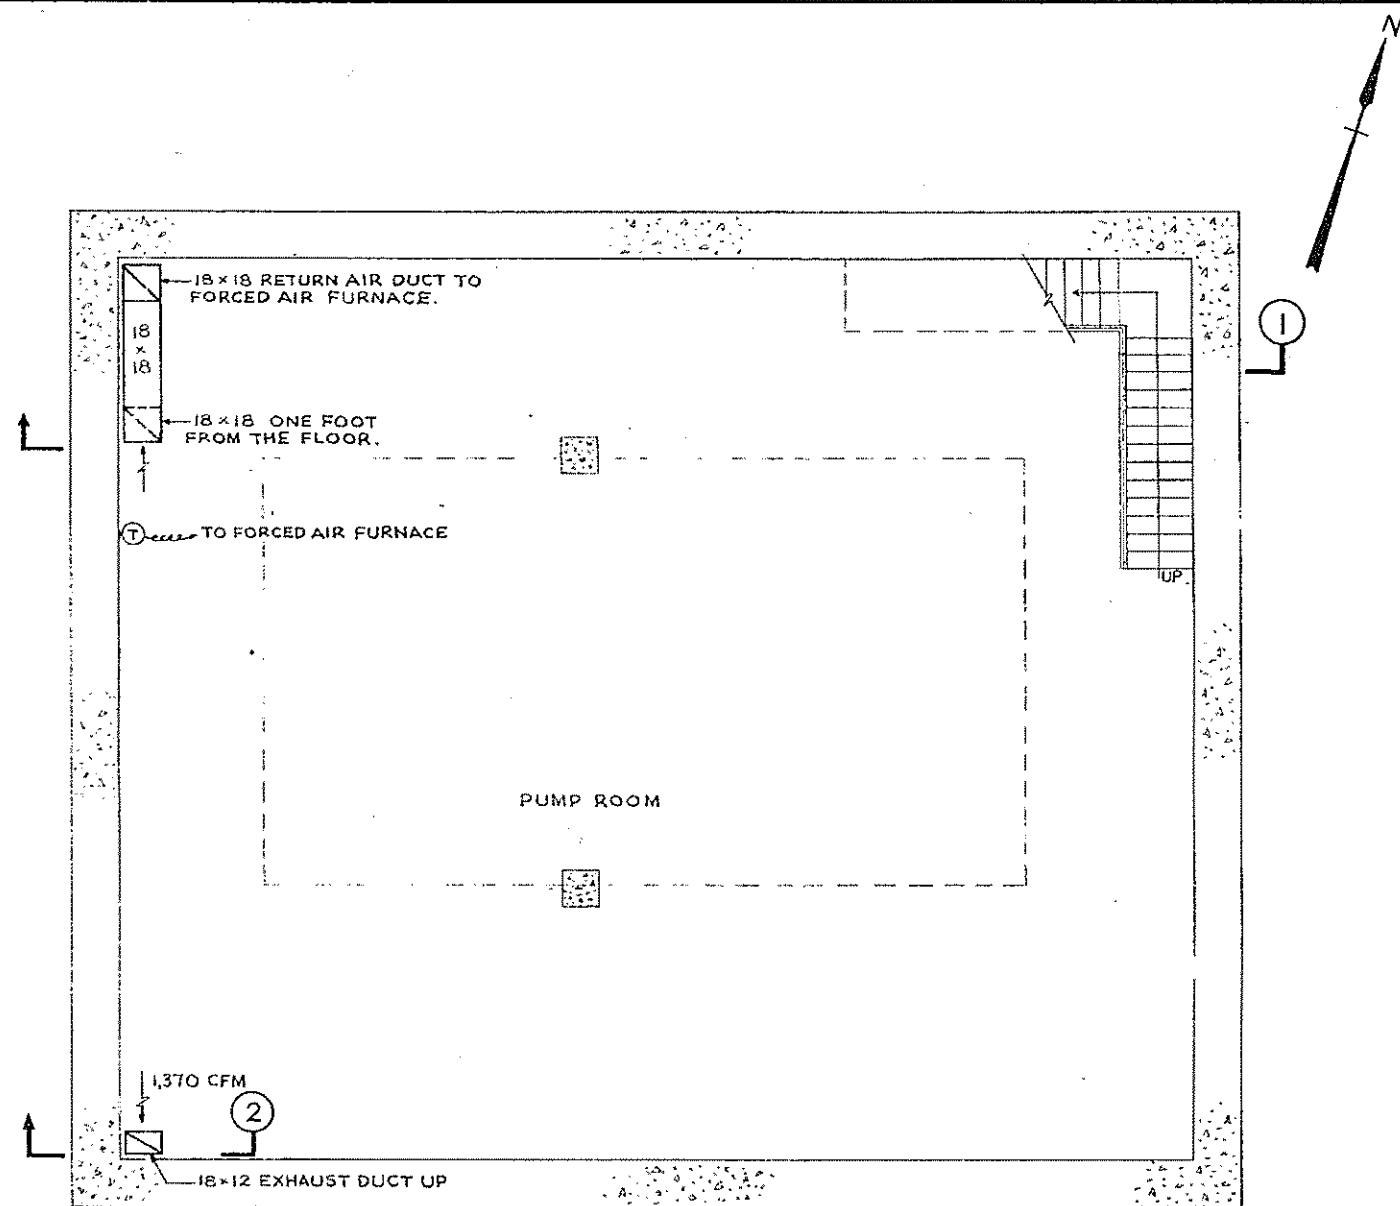 N
18×18 RETURN AIR DUCT TO
FORCED AIR FURNACE.
18
×
18
1
18×18 ONE FOOT
FROM THE FLOOR.
T
TO FORCED AIR FURNACE
UP
PUMP ROOM
1,370 CFM
2
18×12 EXHAUST DUCT UP